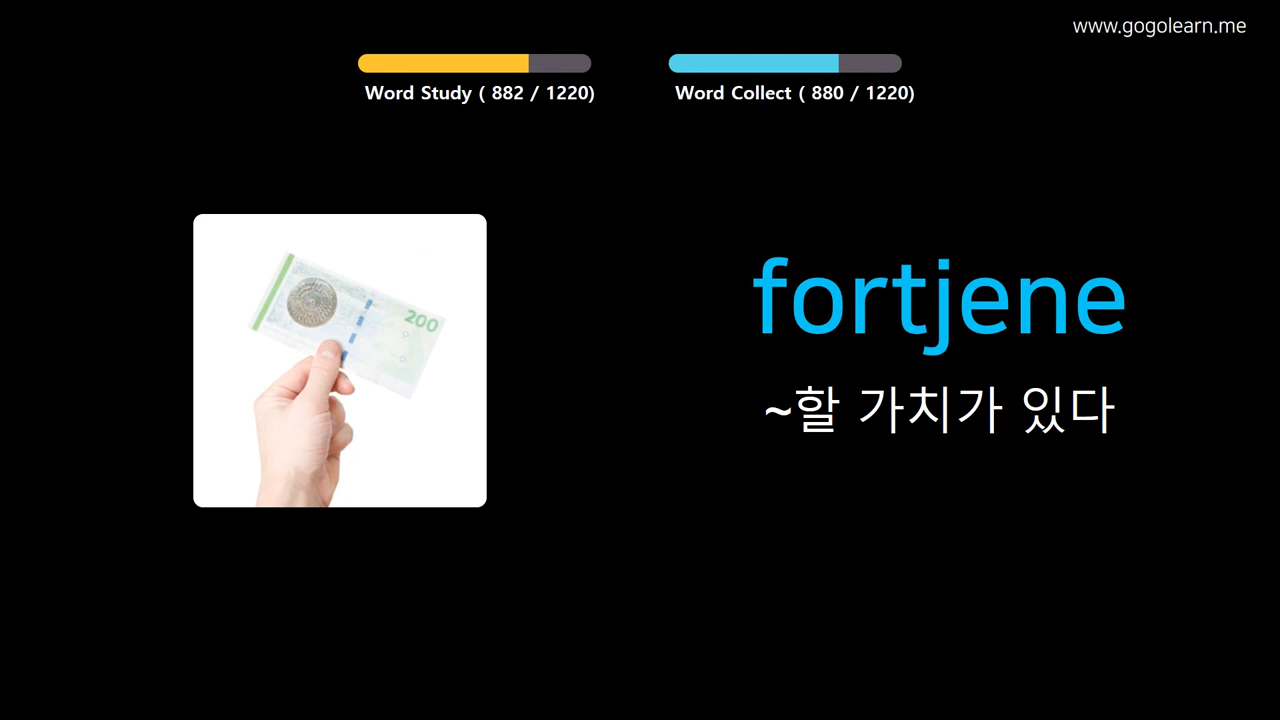 www.gogolearn.me
Word Study ( 882 / 1220)
Word Collect ( 880 / 1220)
200
fortjene
~할 가치가 있다